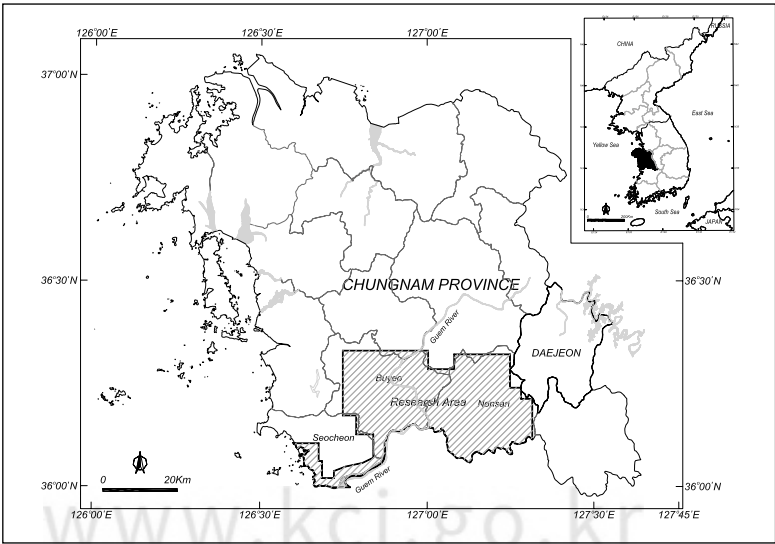 126°00'E
126°30'E
127°00'E
37°00'N
36°30'N
36°00'N
CHUNGNAM PROVINCE
Guem River
DAEJEON
Buyeo
Research Area
Nonsan
Seocheon
Guem River
0 20Km
36°30'N
36°00'N
126°00'E
126°30'E
127°00'E
127°30'E
127°45'E
RUSSIA
CHINA
East Sea
Yellow Sea
South Sea
JAPAN
www.kci.go.kr